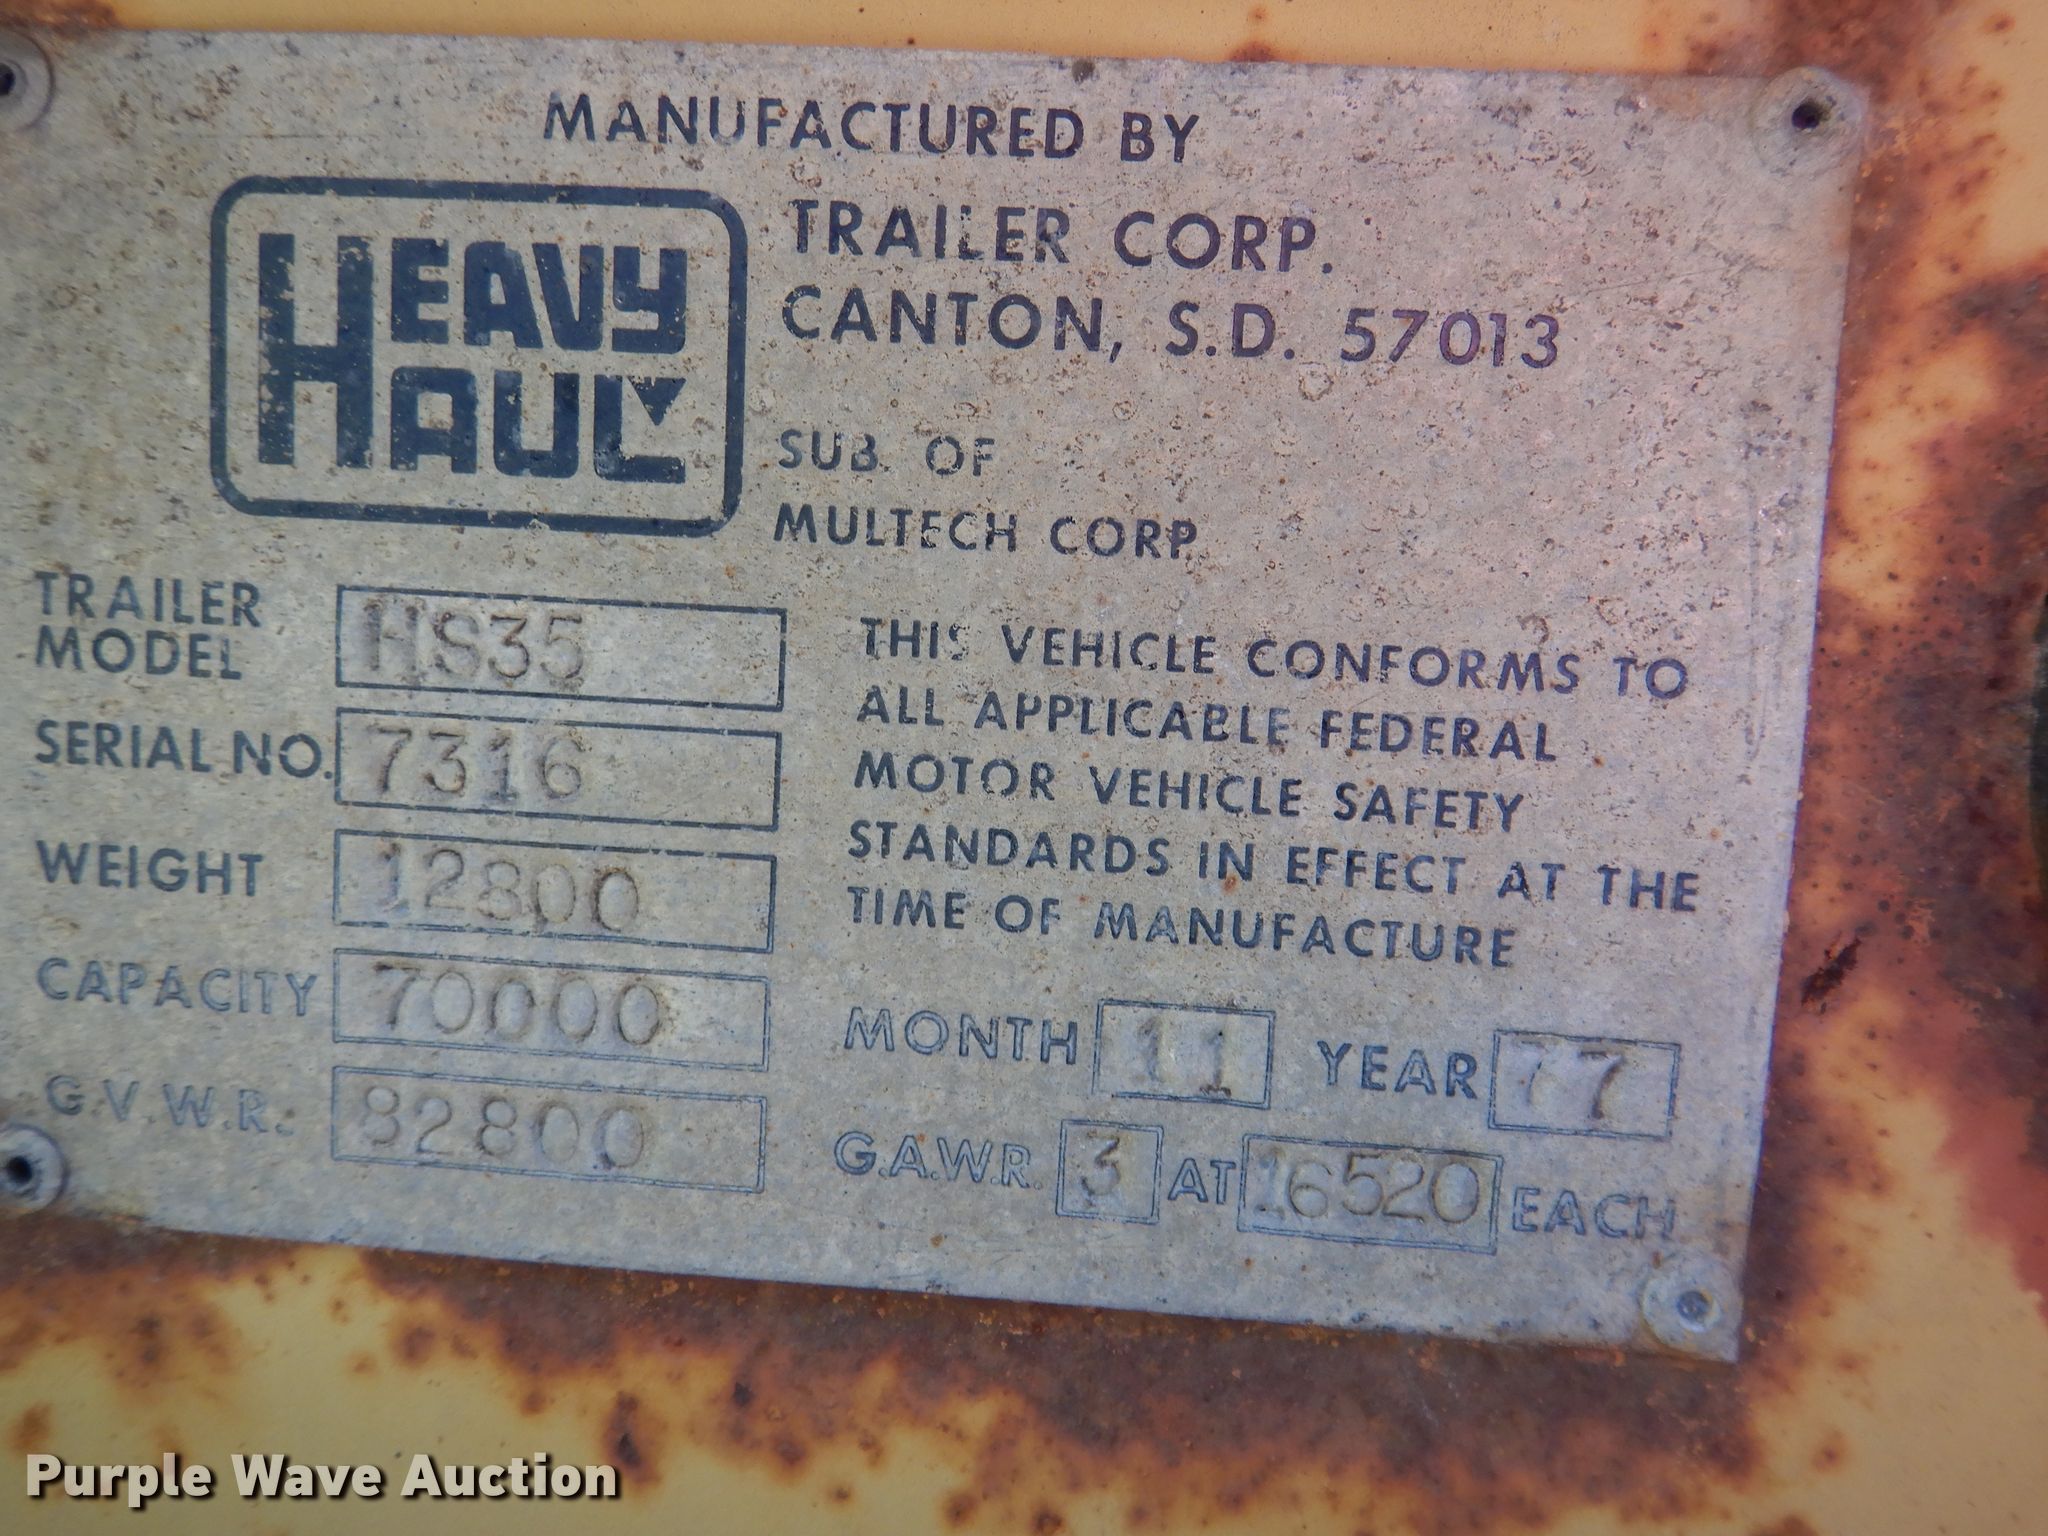 MANUFACTURED BY
HEAVY
HAUL
TRAILER CORP.
CANTON, S.D. 57013
SUB. OF
MULTECH CORP.
TRAILER
MODEL HS35
SERIAL NO. 7316
WEIGHT 12800
CAPACITY 70000
G.V.W.R. 82800
THIS VEHICLE CONFORMS TO
ALL APPLICABLE FEDERAL
MOTOR VEHICLE SAFETY
STANDARDS IN EFFECT AT THE
TIME OF MANUFACTURE
MONTH 11 YEAR 77
G.A.W.R. 3 AT 16520 EACH
Purple Wave Auction